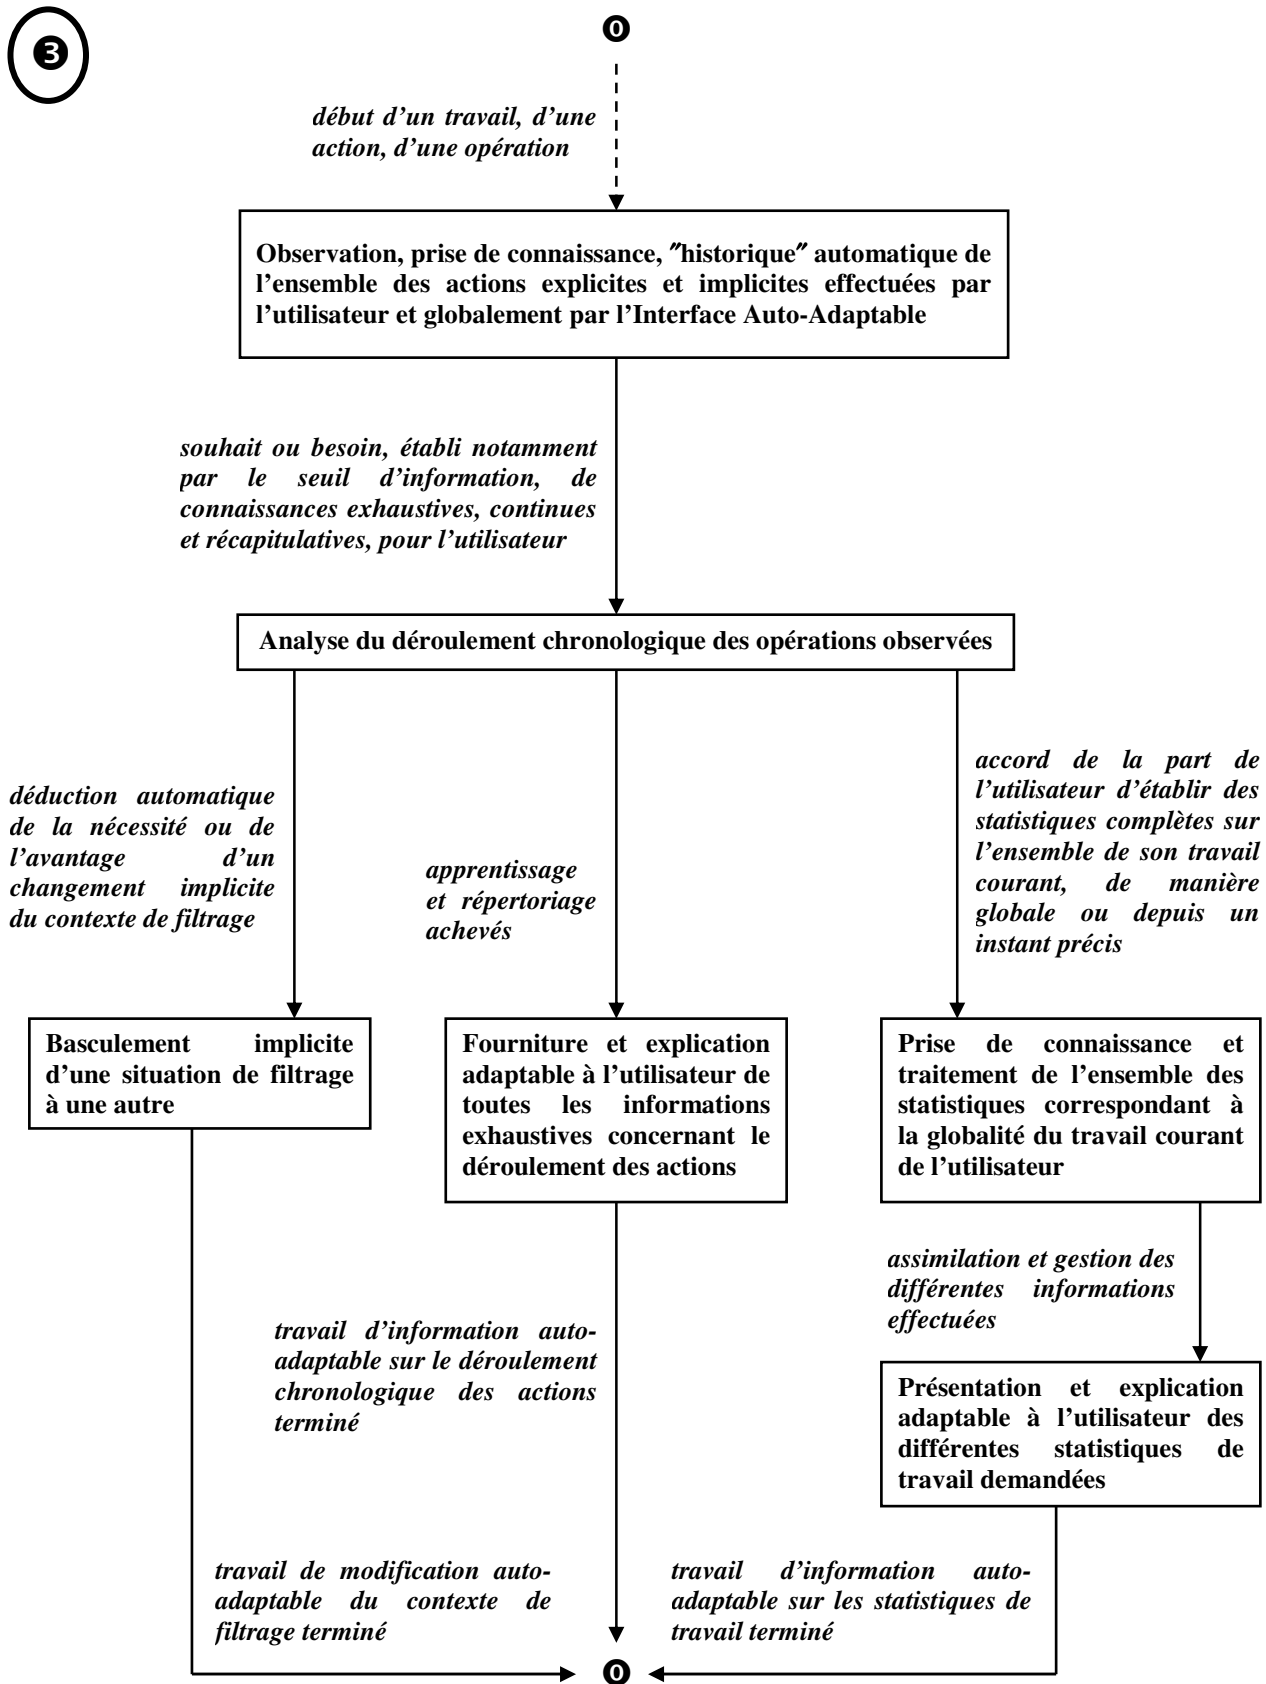 ❸
⓿
début d’un travail, d’une
action, d’une opération
Observation, prise de connaissance, ″historique″ automatique de
l’ensemble des actions explicites et implicites effectuées par
l’utilisateur et globalement par l’Interface Auto-Adaptable
souhait ou besoin, établi notamment
par le seuil d’information, de
connaissances exhaustives, continues
et récapitulatives, pour l’utilisateur
Analyse du déroulement chronologique des opérations observées
déduction automatique
de la nécessité ou de
l’avantage d’un
changement implicite
du contexte de filtrage
apprentissage
et répertoriage
achevés
accord de la part de
l’utilisateur d’établir des
statistiques complètes sur
l’ensemble de son travail
courant, de manière
globale ou depuis un
instant précis
Basculement implicite
d’une situation de filtrage
à une autre
Fourniture et explication
adaptable à l’utilisateur de
toutes les informations
exhaustives concernant le
déroulement des actions
Prise de connaissance et
traitement de l’ensemble des
statistiques correspondant à
la globalité du travail courant
de l’utilisateur
assimilation et gestion des
différentes informations
effectuées
travail d’information auto-
adaptable sur le déroulement
chronologique des actions
terminé
Présentation et explication
adaptable à l’utilisateur des
différentes statistiques de
travail demandées
travail de modification auto-
adaptable du contexte de
filtrage terminé
travail d’information auto-
adaptable sur les statistiques de
travail terminé
⓿